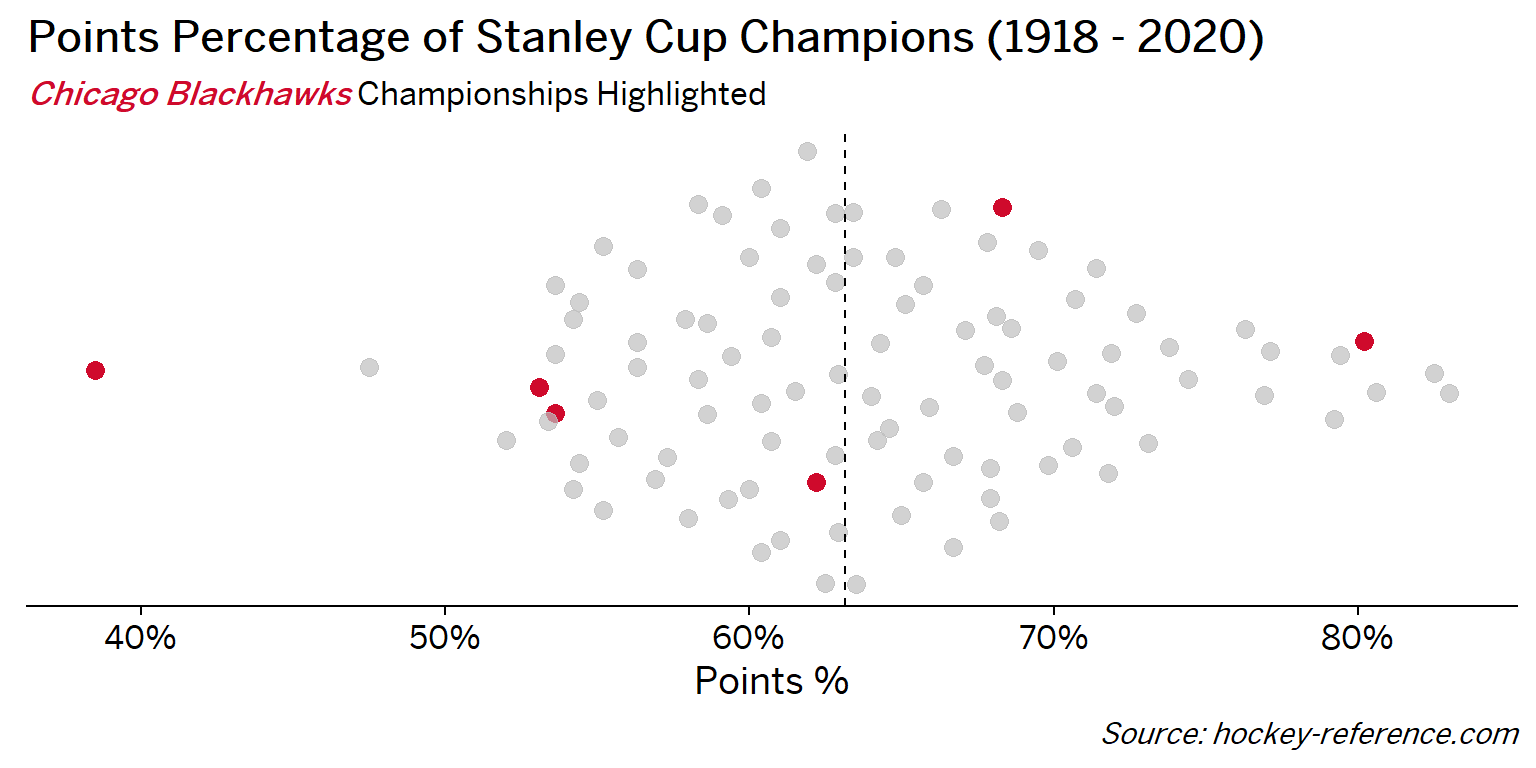 Points Percentage of Stanley Cup Champions (1918 - 2020)
Chicago Blackhawks Championships Highlighted
40% 50% 60% 70% 80%
Points %
Source: hockey-reference.com